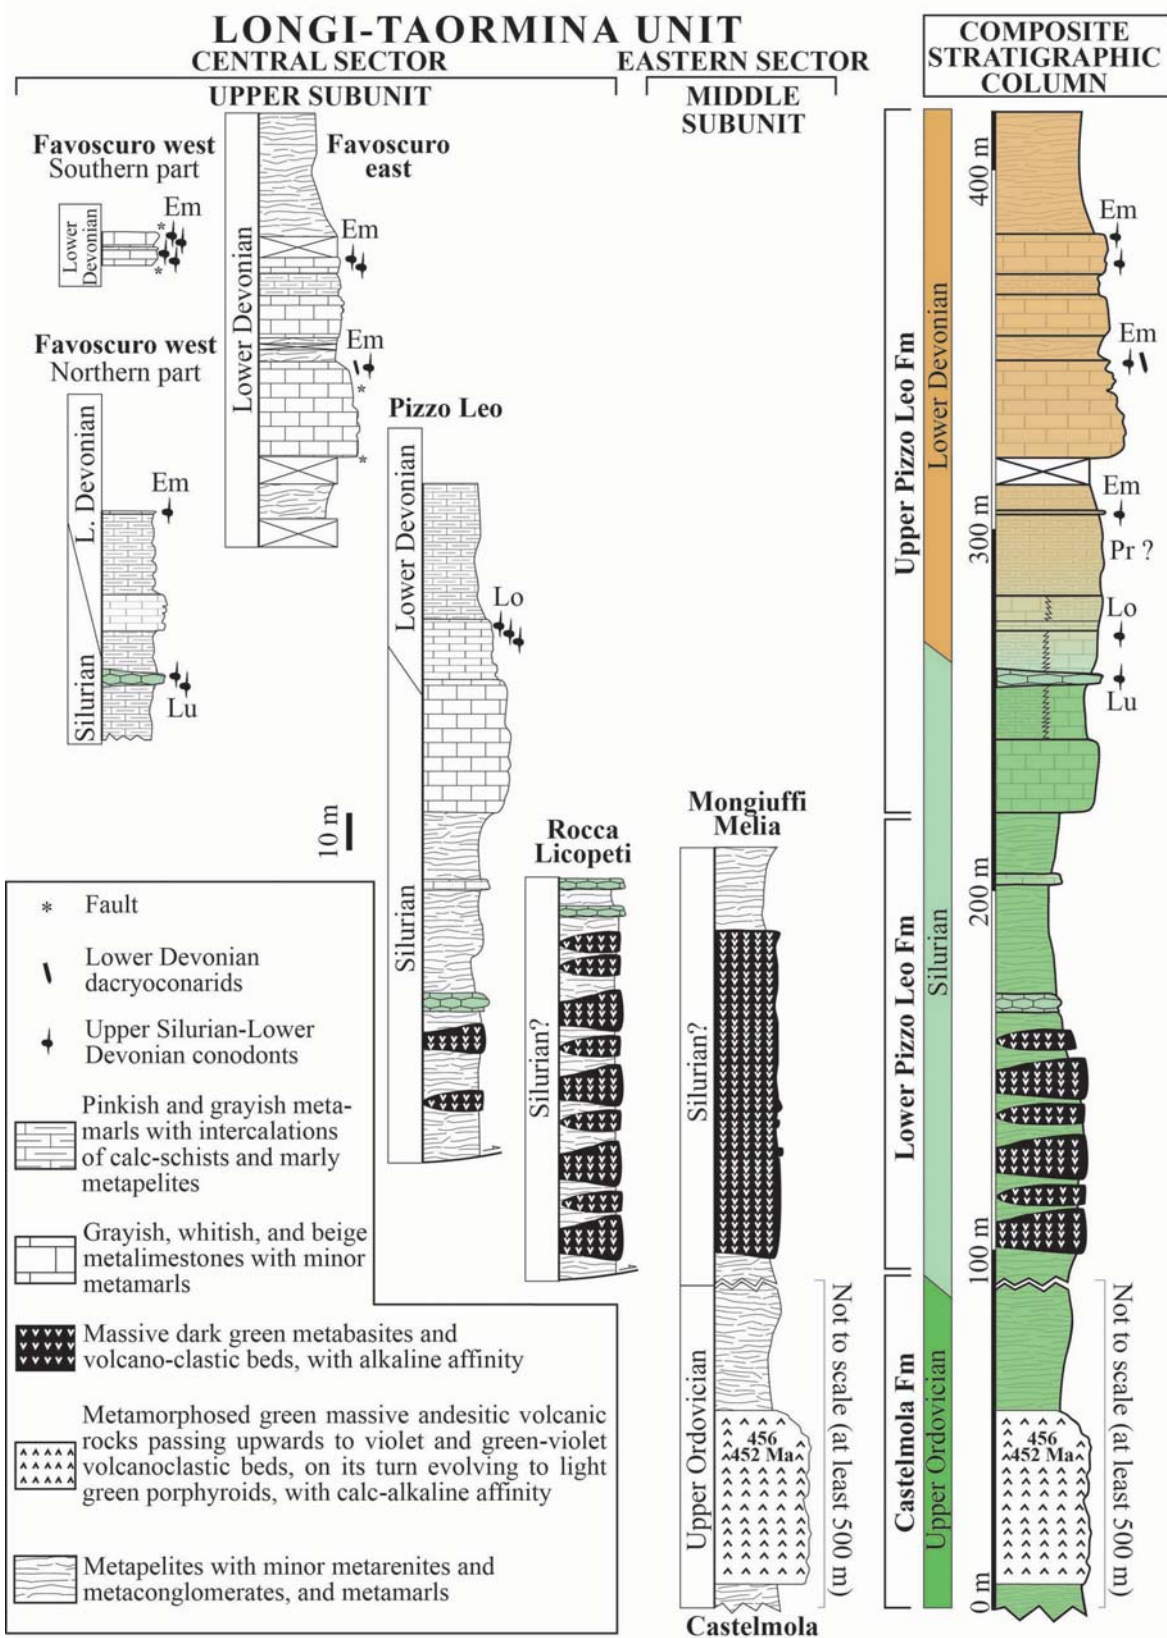 LONGI-TAORMINA UNIT
CENTRAL SECTOR
EASTERN SECTOR
UPPER SUBUNIT
MIDDLE
SUBUNIT
COMPOSITE
STRATIGRAPHIC
COLUMN
Favoscuro west
Southern part
Lower
Devonian
*
Em
*
Favoscuro west
Northern part
L. Devonian
Silurian
Em
Lu
Favoscuro
east
Lower Devonian
Em
Em
*
*
Pizzo Leo
Lower Devonian
Silurian
Lo
10 m
Rocca
Licopeti
Silurian?
Mongiuffi
Melia
Silurian?
Upper Ordovician
456
452 Ma
Not to scale (at least 500 m)
Castelmola
Upper Pizzo Leo Fm
Lower Pizzo Leo Fm
Castelmola Fm
Lower Devonian
Silurian
Upper Ordovician
400 m
300 m
200 m
100 m
0 m
Em
Em
Em
Pr ?
Lo
Lu
456
452 Ma
Not to scale (at least 500 m)
* Fault
Lower Devonian
dacryoconarids
Upper Silurian-Lower
Devonian conodonts
Pinkish and grayish meta-
marls with intercalations
of calc-schists and marly
metapelites
Grayish, whitish, and beige
metalimestones with minor
metamarls
Massive dark green metabasites and
volcano-clastic beds, with alkaline affinity
Metamorphosed green massive andesitic volcanic
rocks passing upwards to violet and green-violet
volcanoclastic beds, on its turn evolving to light
green porphyroids, with calc-alkaline affinity
Metapelites with minor metarenites and
metaconglomerates, and metamarls